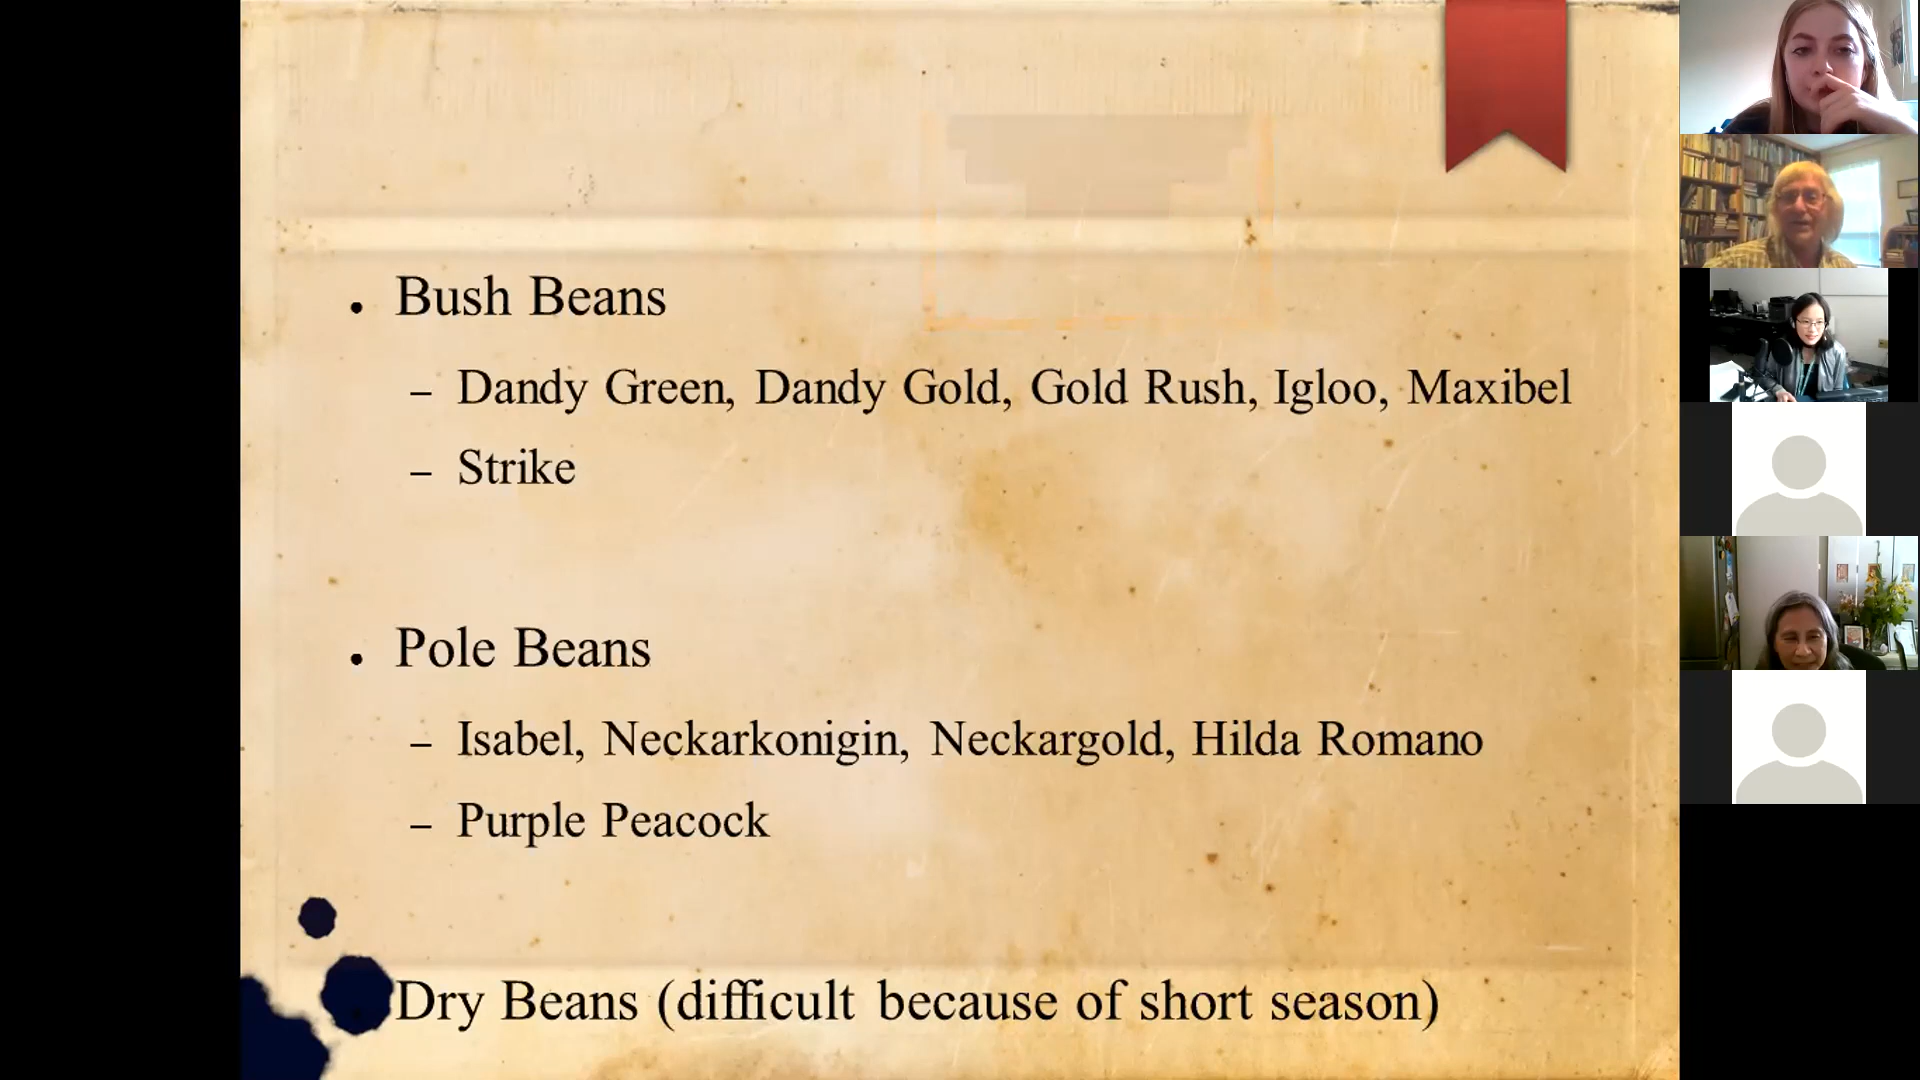 • Bush Beans
– Dandy Green, Dandy Gold, Gold Rush, Igloo, Maxibel
– Strike
• Pole Beans
– Isabel, Neckarkonigin, Neckargold, Hilda Romano
– Purple Peacock
Dry Beans (difficult because of short season)